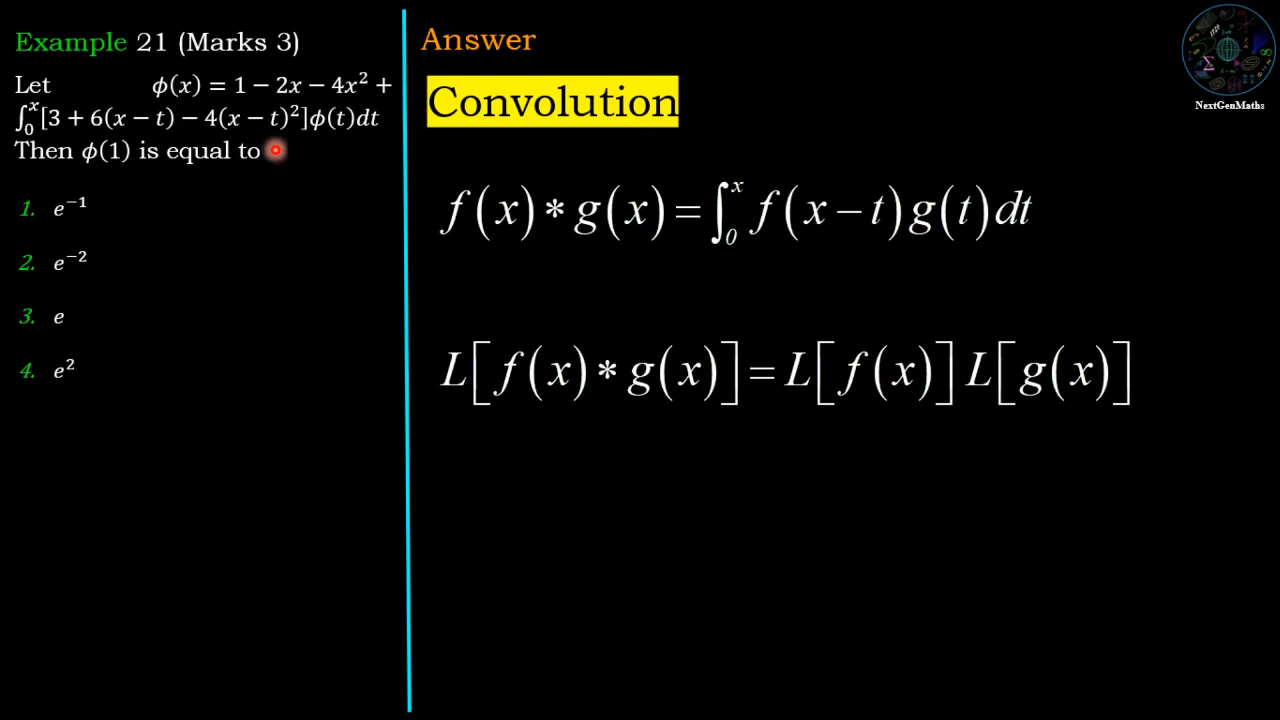 Example 21 (Marks 3)
Let ϕ(x) = 1 − 2x − 4x² +
∫₀ˣ[3 + 6(x − t) − 4(x − t)²]ϕ(t)dt
Then ϕ(1) is equal to
1. e⁻¹
2. e⁻²
3. e
4. e²
Answer
Convolution
f(x) * g(x) = ∫₀ˣ f(x − t) g(t) dt
L[f(x) * g(x)] = L[f(x)] L[g(x)]
NextGenMaths